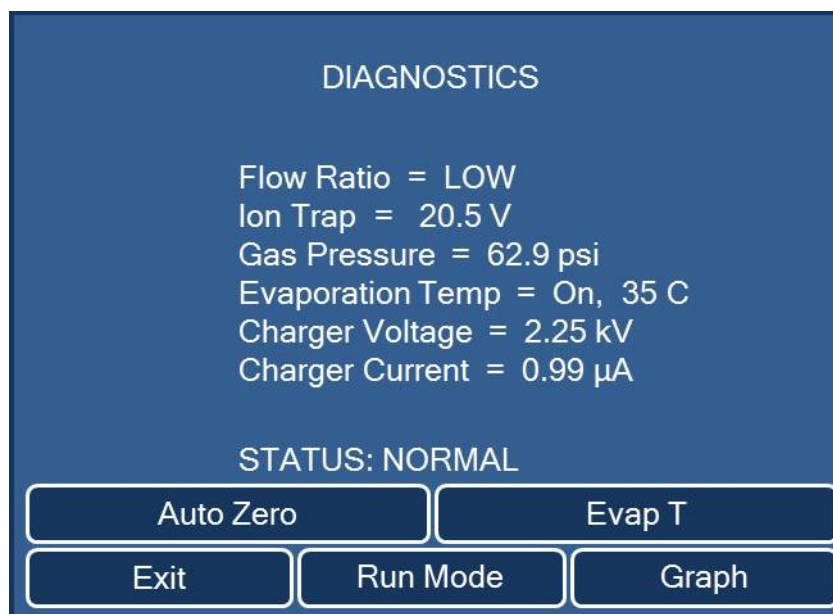 DIAGNOSTICS
Flow Ratio = LOW
Ion Trap = 20.5 V
Gas Pressure = 62.9 psi
Evaporation Temp = On, 35 C
Charger Voltage = 2.25 kV
Charger Current = 0.99 µA
STATUS: NORMAL
Auto Zero
Evap T
Exit
Run Mode
Graph